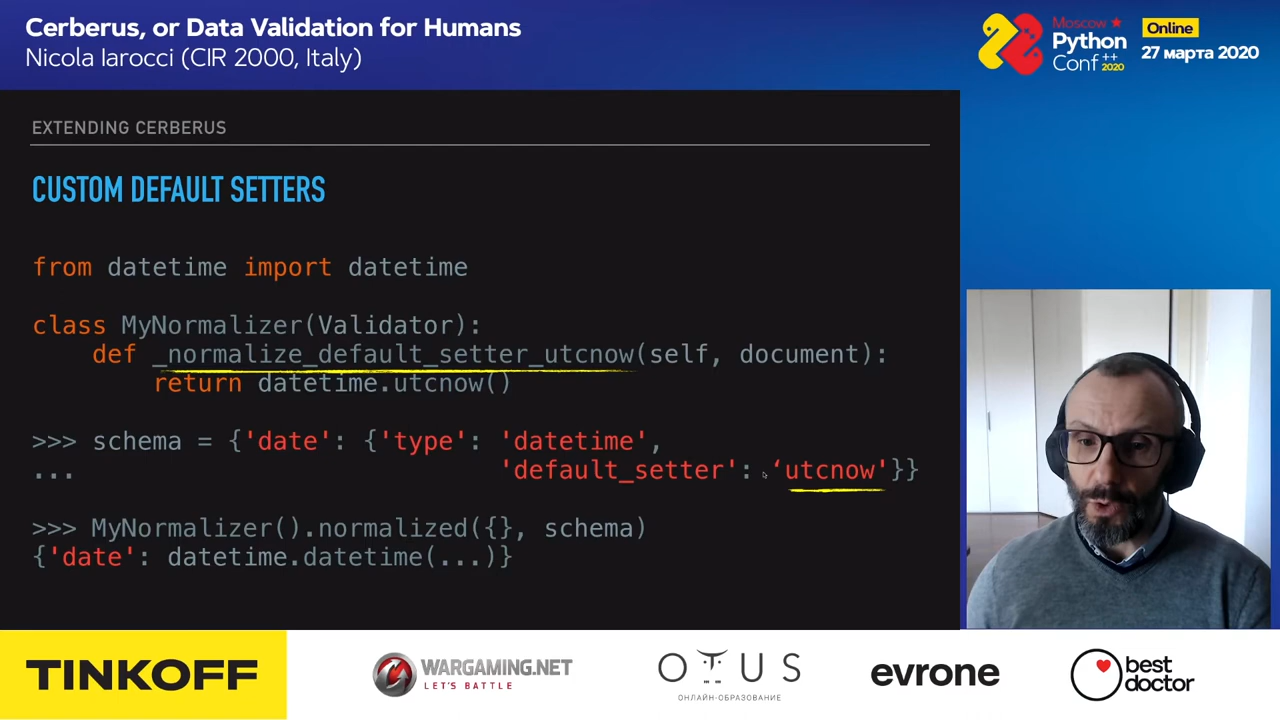 Cerberus, or Data Validation for Humans
Nicola Iarocci (CIR 2000, Italy)
Moscow
Python
Conf ++
2020
Online
27 марта 2020
EXTENDING CERBERUS
CUSTOM DEFAULT SETTERS
from datetime import datetime
class MyNormalizer(Validator):
    def _normalize_default_setter_utcnow(self, document):
        return datetime.utcnow()
>>> schema = {'date': {'type': 'datetime',
...                            'default_setter': ‘utcnow'}}
>>> MyNormalizer().normalized({}, schema)
{'date': datetime.datetime(...)}
TINKOFF
WARGAMING.NET
LET'S BATTLE
OTUS
ОНЛАЙН-ОБРАЗОВАНИЕ
evrone
best
doctor